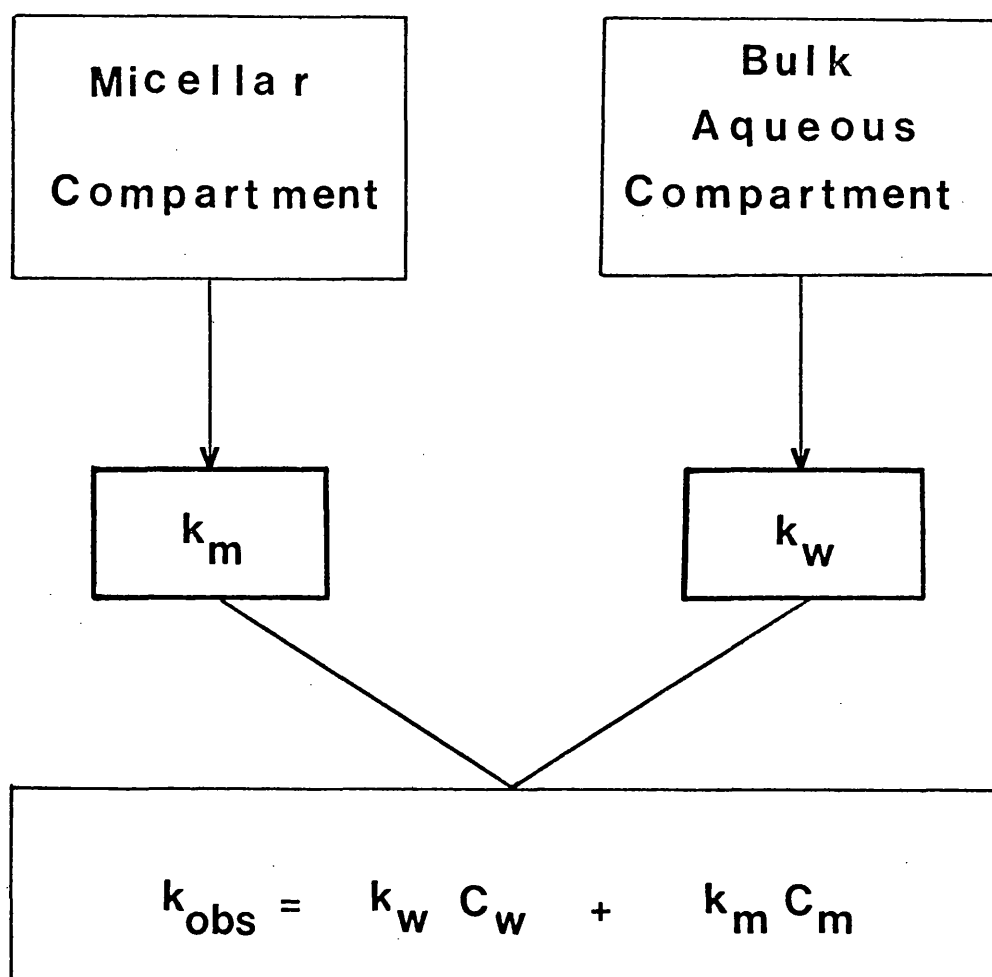 Micellar
Compartment
Bulk
Aqueous
Compartment
k_m
k_w
k_obs = k_w C_w + k_m C_m